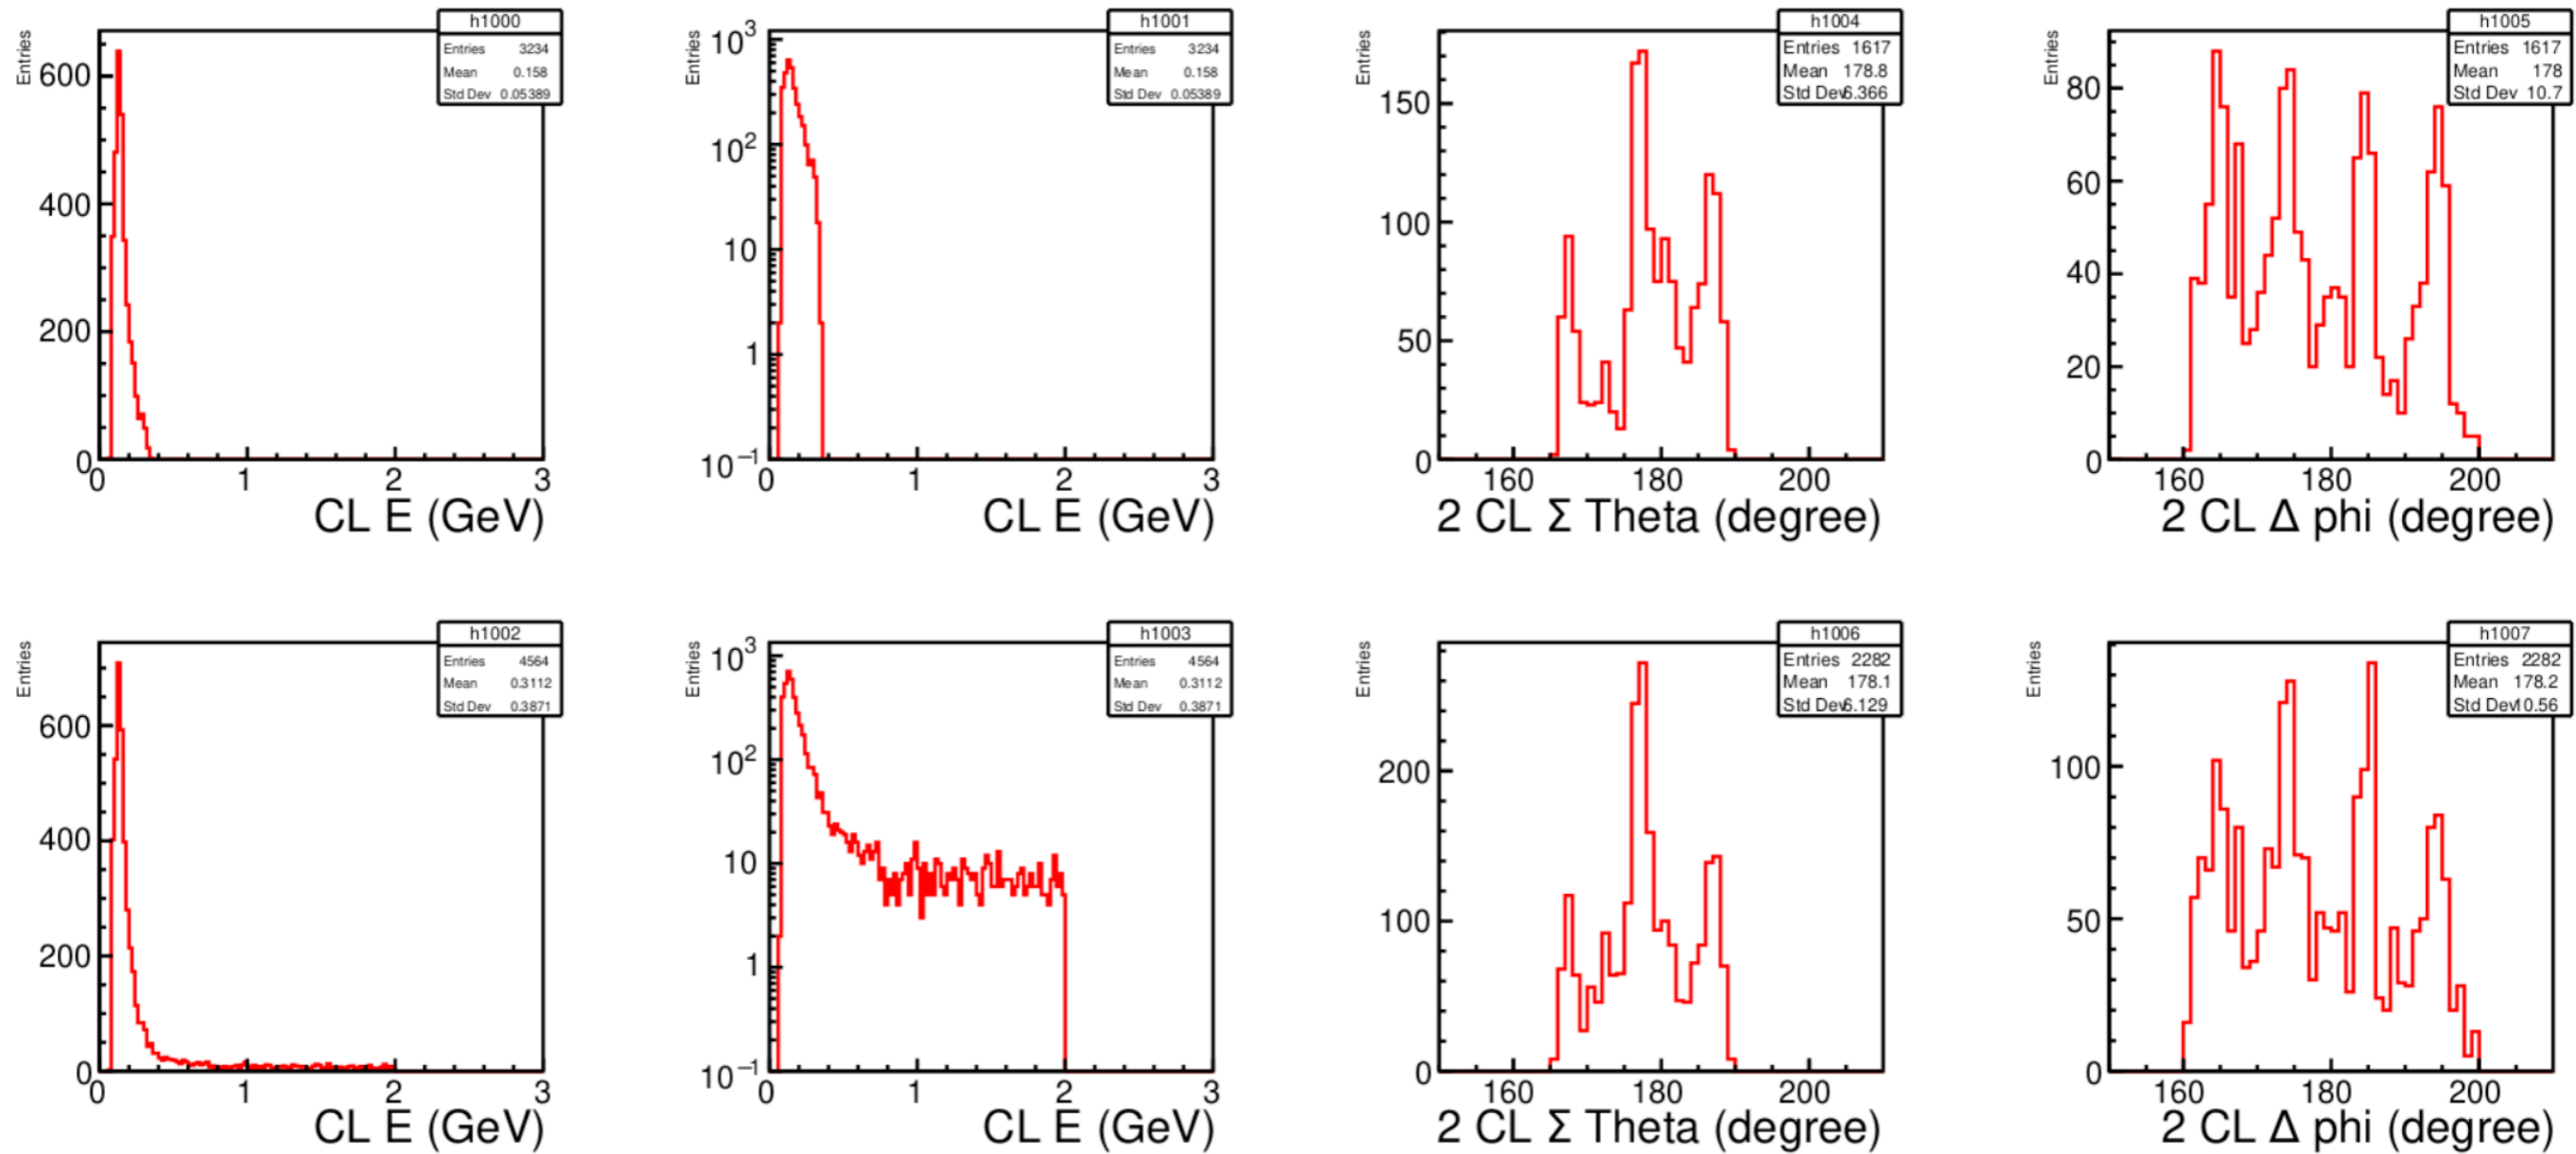 h1000
Entries 3234
Mean 0.158
Std Dev 0.05389
Entries
600
400
200
0
0 1 2 3
CL E (GeV)
h1001
Entries 3234
Mean 0.158
Std Dev 0.05389
Entries
10³
10²
10
1
10⁻¹
0 1 2 3
CL E (GeV)
h1004
Entries 1617
Mean 178.8
Std Dev 6.366
Entries
150
100
50
0
160 180 200
2 CL Σ Theta (degree)
h1005
Entries 1617
Mean 178
Std Dev 10.7
Entries
80
60
40
20
0
160 180 200
2 CL Δ phi (degree)
h1002
Entries 4564
Mean 0.3112
Std Dev 0.3871
Entries
600
400
200
0
0 1 2 3
CL E (GeV)
h1003
Entries 4564
Mean 0.3112
Std Dev 0.3871
Entries
10³
10²
10
1
10⁻¹
0 1 2 3
CL E (GeV)
h1006
Entries 2282
Mean 178.1
Std Dev 6.129
Entries
200
100
0
160 180 200
2 CL Σ Theta (degree)
h1007
Entries 2282
Mean 178.2
Std Dev 10.56
Entries
100
50
0
160 180 200
2 CL Δ phi (degree)